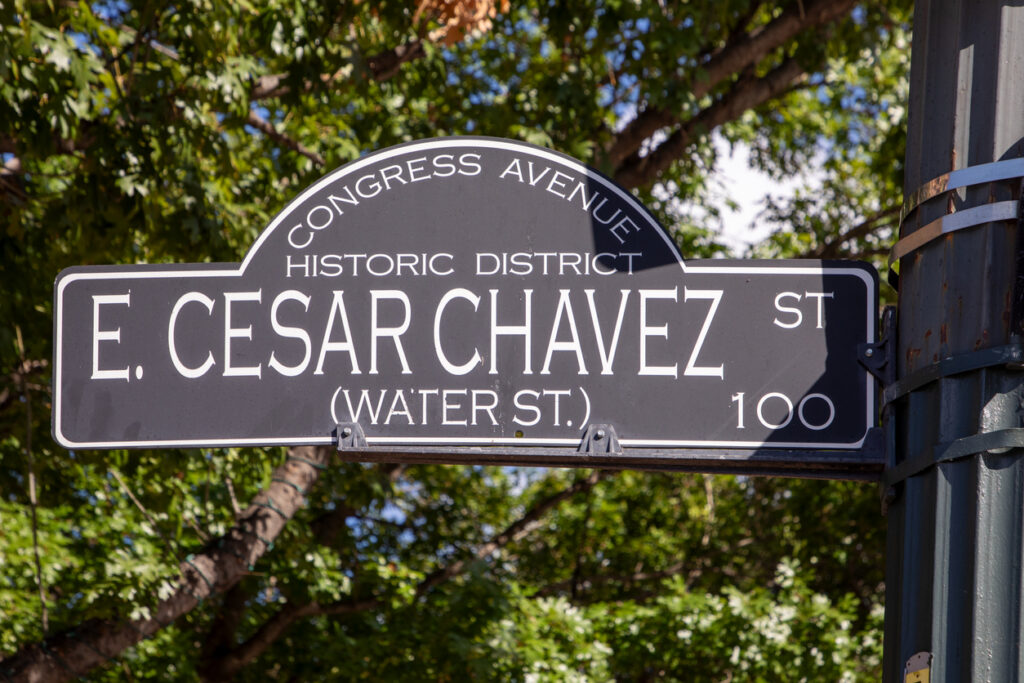 CONGRESS AVENUE
HISTORIC DISTRICT
E. CESAR CHAVEZ ST
(WATER ST.) 100